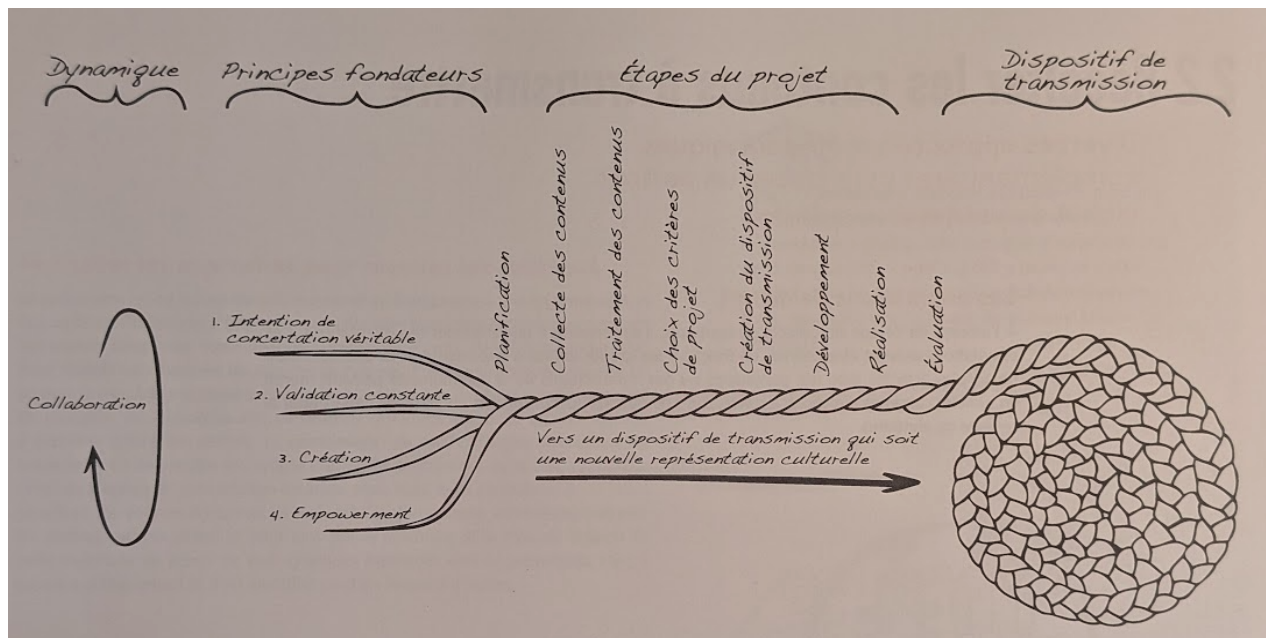 Dynamique
Principes fondateurs
Étapes du projet
Dispositif de
transmission
Planification
Collecte des contenus
Traitement des contenus
Choix des critères
de projet
Création du dispositif
de transmission
Développement
Réalisation
Évaluation
Collaboration
1. Intention de
concertation véritable
2. Validation constante
3. Création
4. Empowerment
Vers un dispositif de transmission qui soit
une nouvelle représentation culturelle